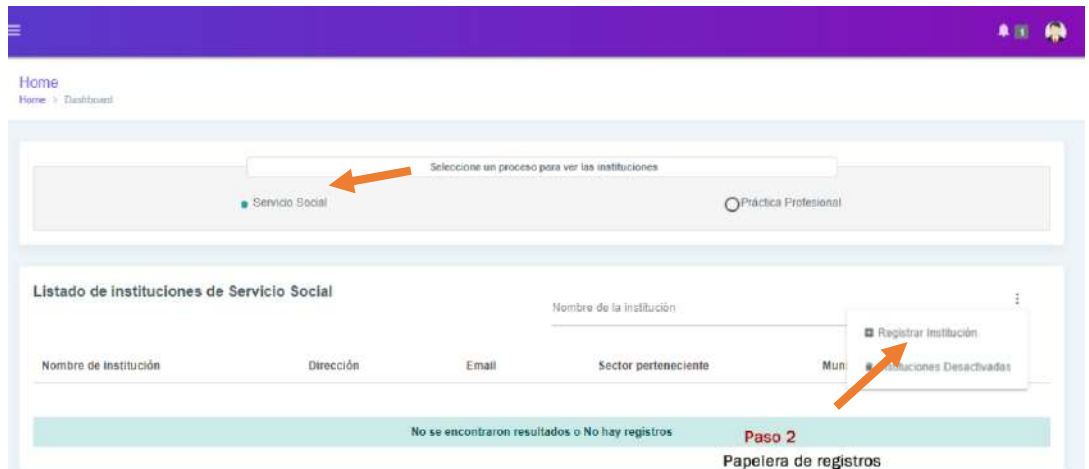 1
Home
Home > Dashboard
Seleccione un proceso para ver las instituciones
Servicio Social
Práctica Profesional
Listado de instituciones de Servicio Social
Nombre de la institución
Registrar Institución
Nombre de institución Dirección Email Sector perteneciente Muni
Instituciones Desactivadas
No se encontraron resultados o No hay registros
Paso 2
Papelera de registros